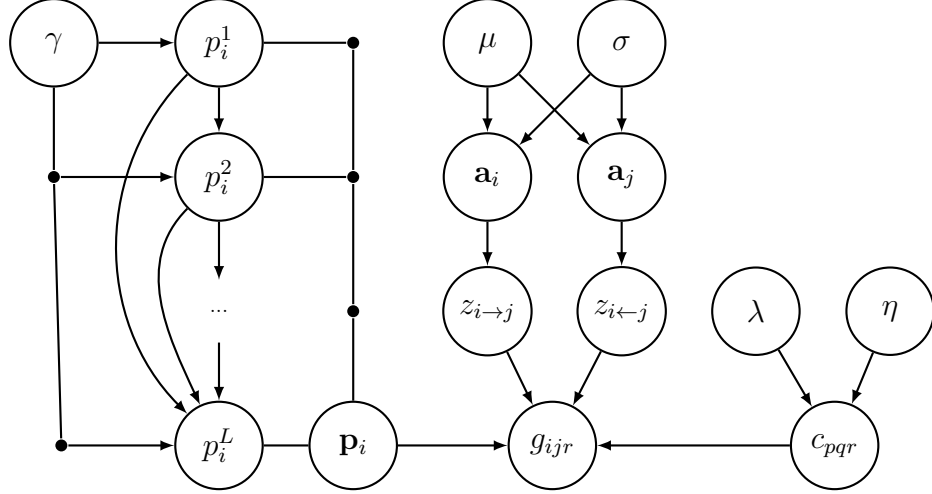 γ p_i^1 μ σ
p_i^2 𝐚_i 𝐚_j
... z_{i→j} z_{i←j} λ η
p_i^L 𝐩_i g_{ijr} c_{pqr}